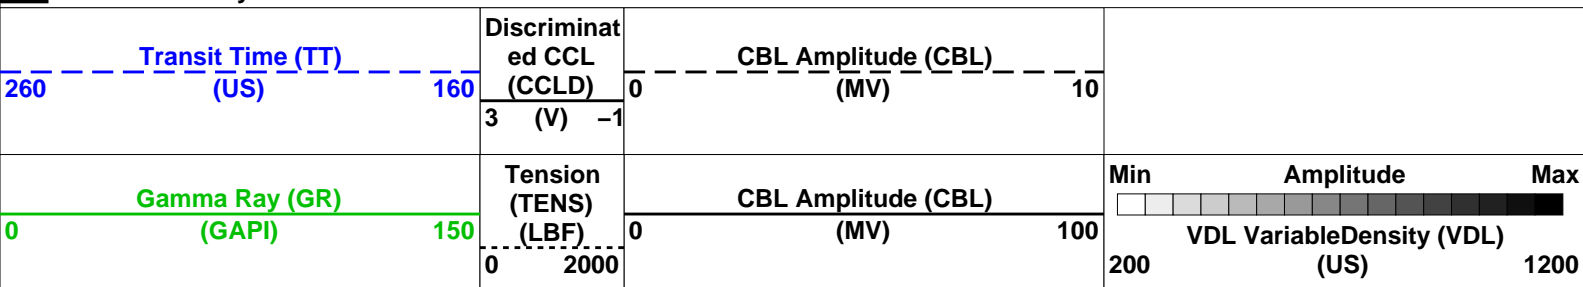 Transit Time (TT)
260 (US) 160
Discriminat
ed CCL
(CCLD)
3 (V) −1
CBL Amplitude (CBL)
0 (MV) 10
Gamma Ray (GR)
0 (GAPI) 150
Tension
(TENS)
(LBF)
0 2000
CBL Amplitude (CBL)
0 (MV) 100
Min Amplitude Max
VDL VariableDensity (VDL)
200 (US) 1200